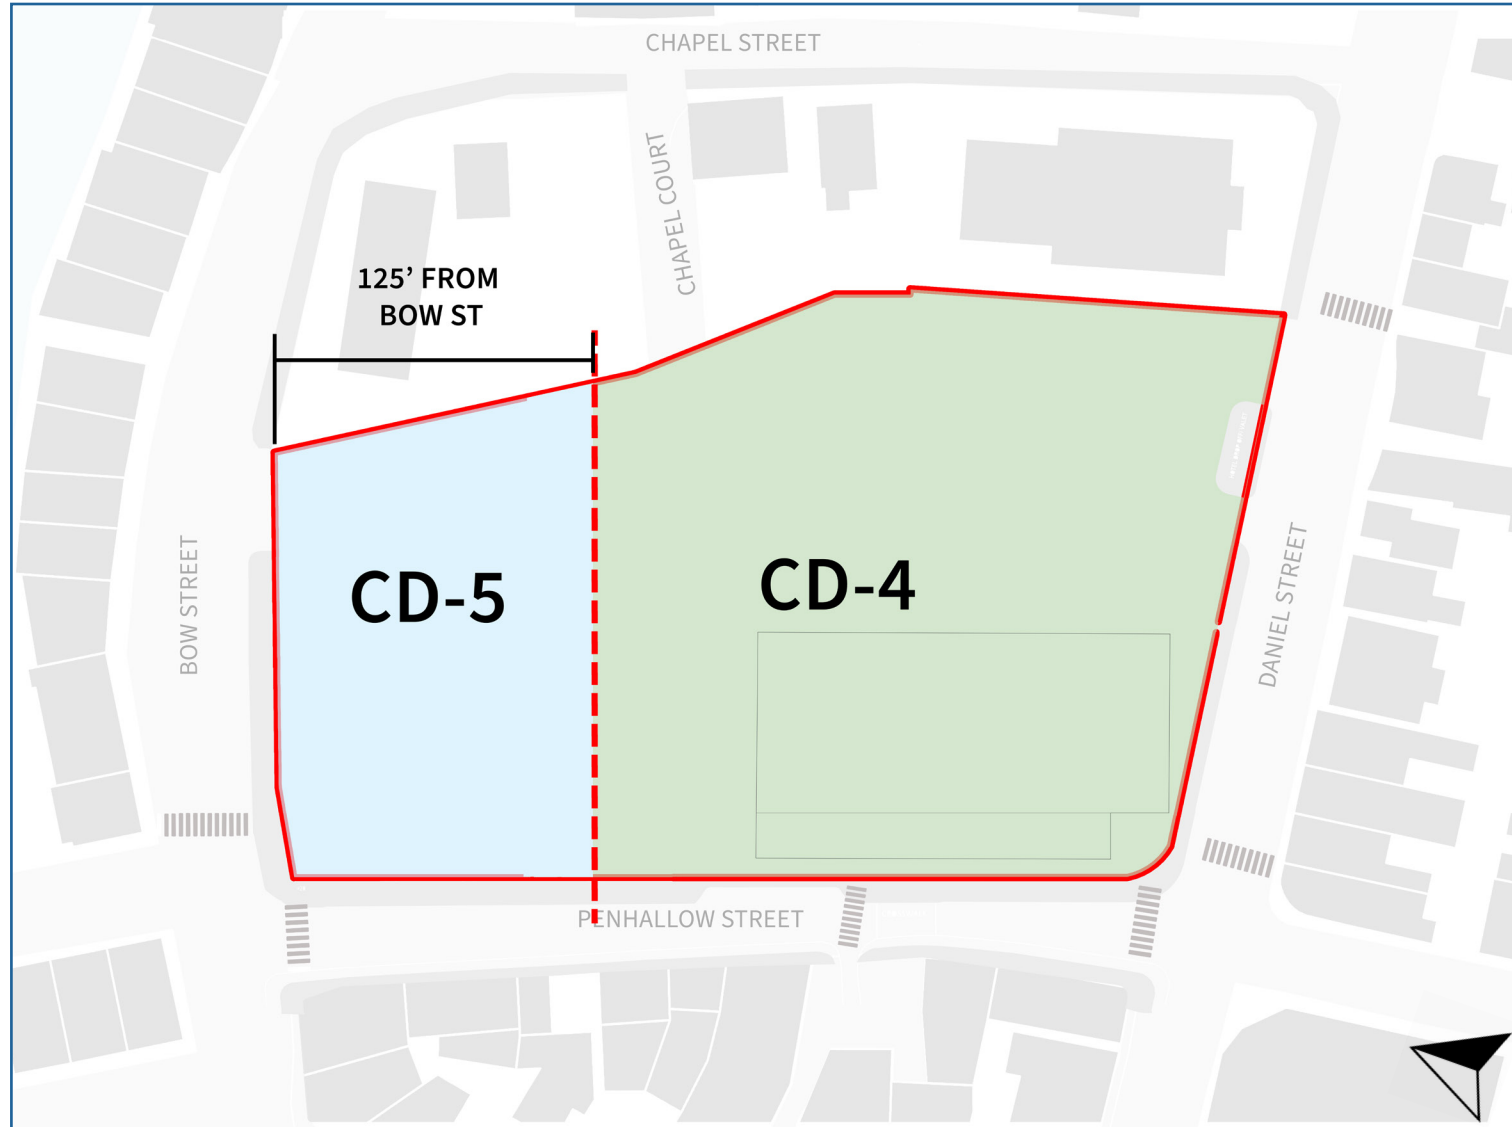 CHAPEL STREET
CHAPEL COURT
125’ FROM
BOW ST
CD-5
CD-4
BOW STREET
DANIEL STREET
PENHALLOW STREET